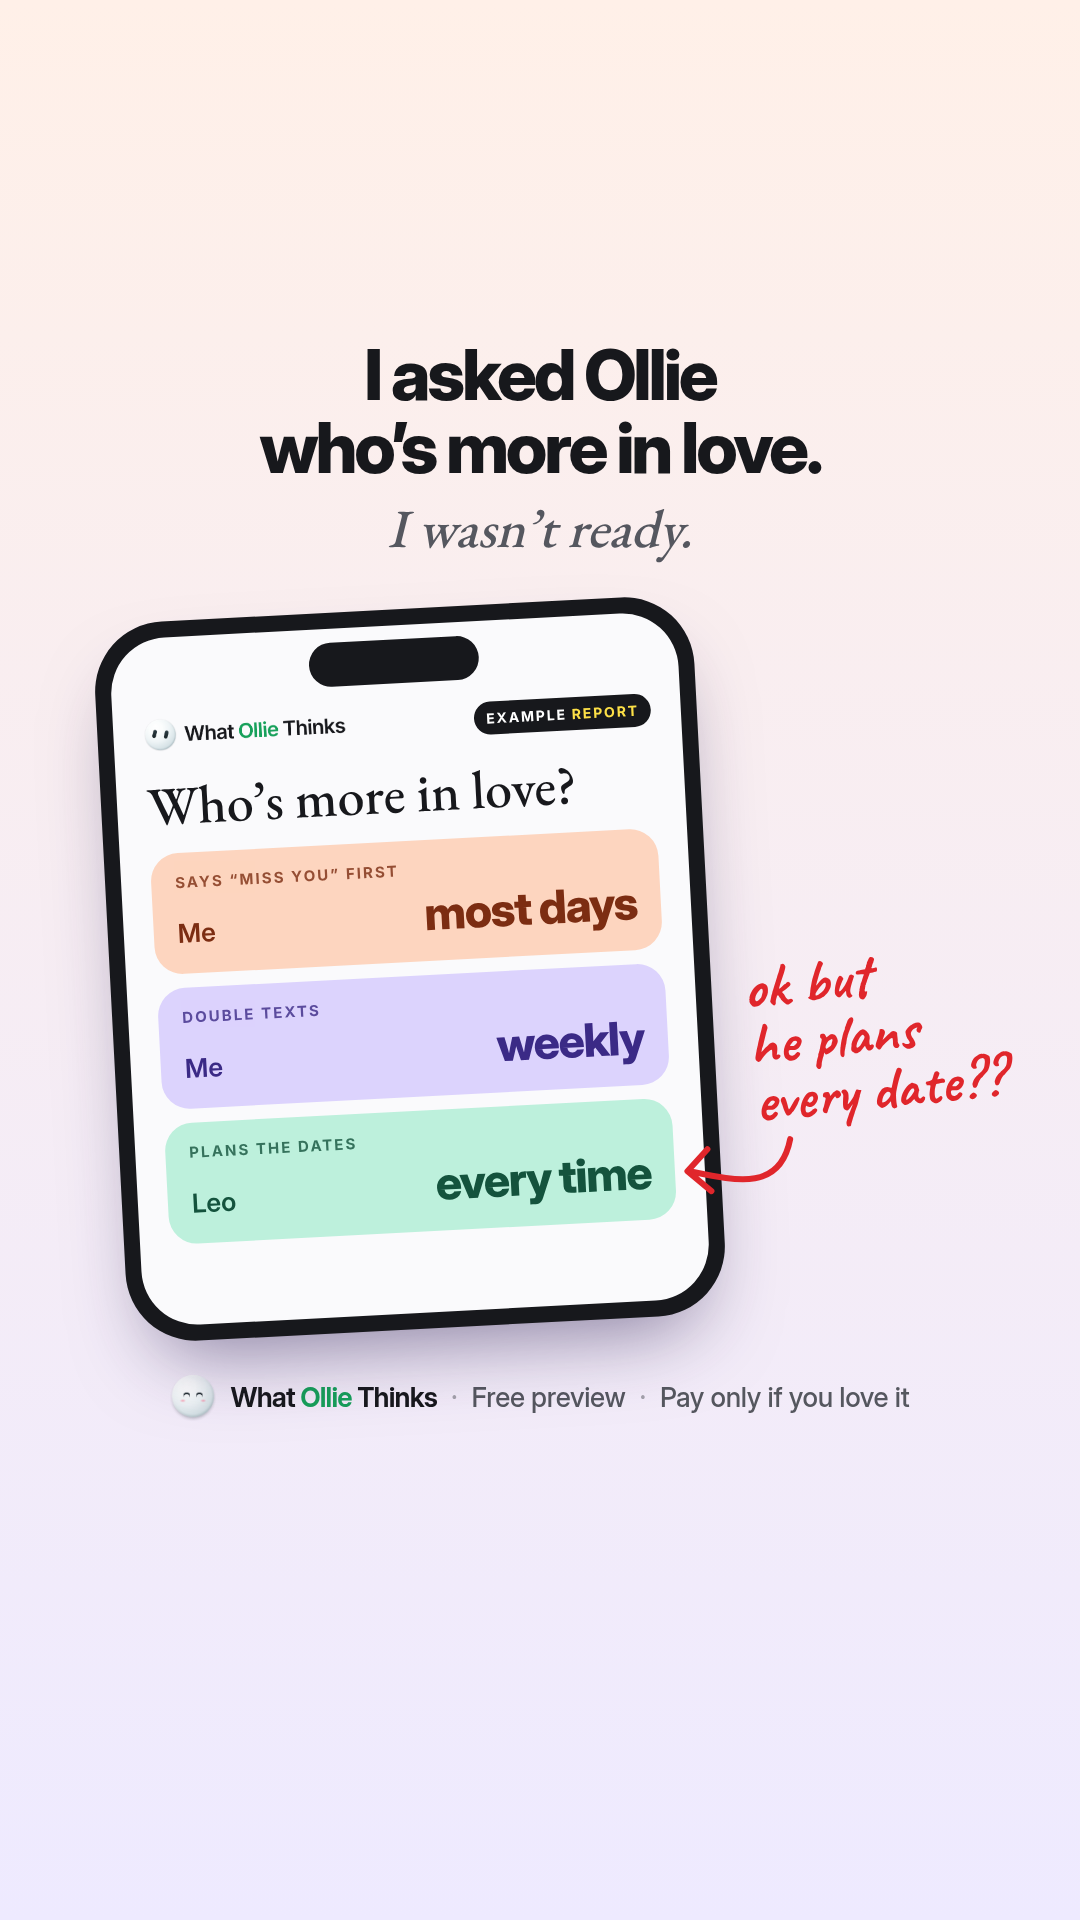 I asked Ollie
who’s more in love.
I wasn’t ready.
What Ollie Thinks
EXAMPLE REPORT
Who’s more in love?
SAYS “MISS YOU” FIRST
Me
most days
DOUBLE TEXTS
Me
weekly
PLANS THE DATES
Leo
every time
ok but
he plans
every date??
What Ollie Thinks · Free preview · Pay only if you love it